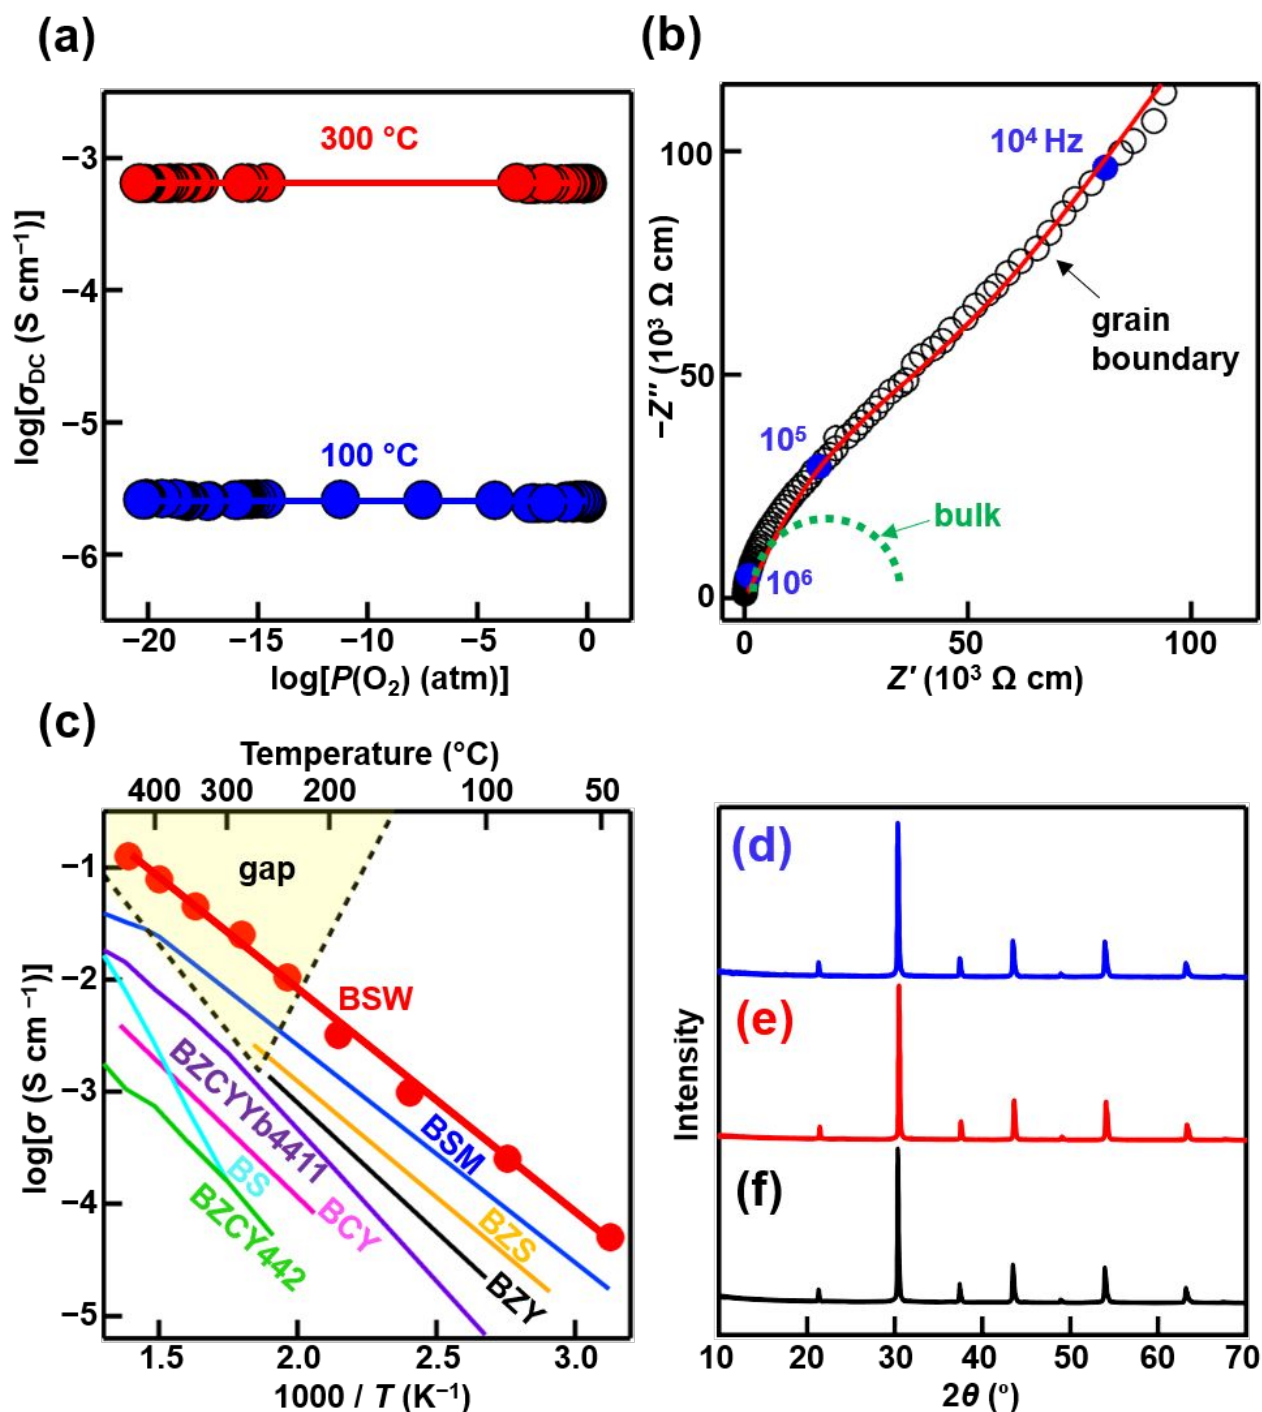 (a)
300 °C
100 °C
−3
−4
−5
−6
log[σDC (S cm⁻¹)]
−20 −15 −10 −5 0
log[P(O₂) (atm)]
(b)
10⁴ Hz
10⁵
10⁶
grain
boundary
bulk
100
50
0
−Z″ (10³ Ω cm)
0 50 100
Z′ (10³ Ω cm)
(c)
Temperature (°C)
400 300 200 100 50
gap
BSW
BSM
BZS
BZY
BZCYYb4411
BS
BCY
BZCY442
−1
−2
−3
−4
−5
log[σ (S cm⁻¹)]
1.5 2.0 2.5 3.0
1000 / T (K⁻¹)
(d)
(e)
(f)
Intensity
10 20 30 40 50 60 70
2θ (º)